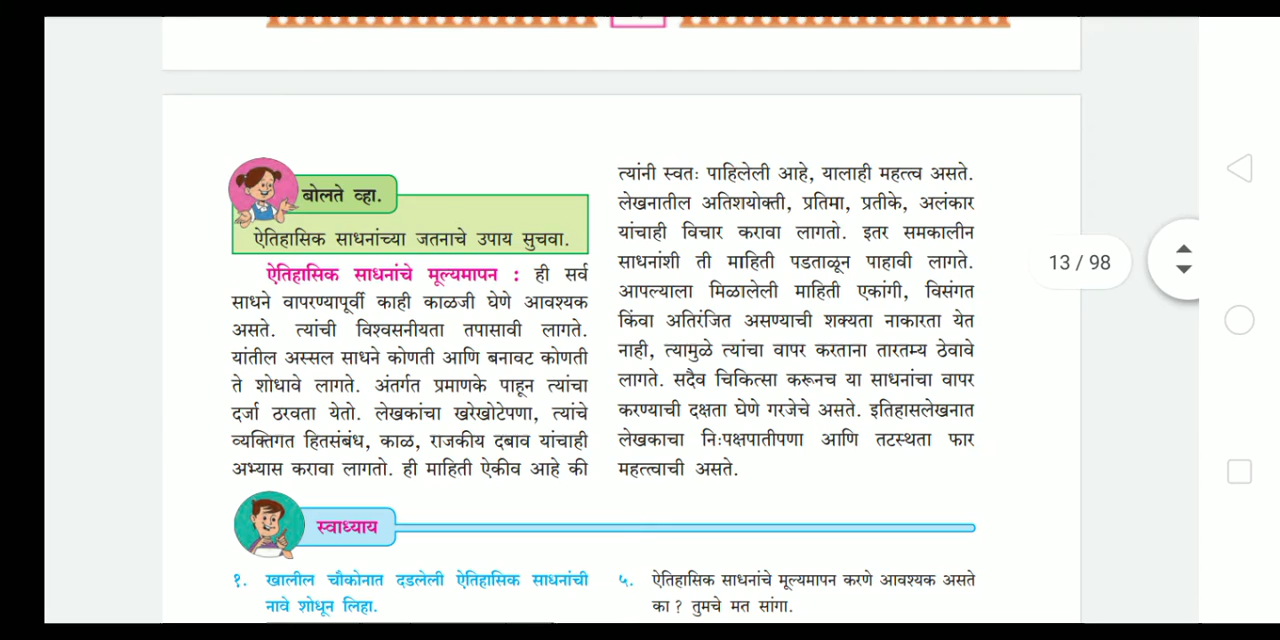 बोलते व्हा.
ऐतिहासिक साधनांच्या जतनाचे उपाय सुचवा.
ऐतिहासिक साधनांचे मूल्यमापन : ही सर्व
साधने वापरण्यापूर्वी काही काळजी घेणे आवश्यक
असते. त्यांची विश्वसनीयता तपासावी लागते.
यांतील अस्सल साधने कोणती आणि बनावट कोणती
ते शोधावे लागते. अंतर्गत प्रमाणके पाहून त्यांचा
दर्जा ठरवता येतो. लेखकांचा खरेखोटेपणा, त्यांचे
व्यक्तिगत हितसंबंध, काळ, राजकीय दबाव यांचाही
अभ्यास करावा लागतो. ही माहिती ऐकीव आहे की
त्यांनी स्वतः पाहिलेली आहे, यालाही महत्त्व असते.
लेखनातील अतिशयोक्ती, प्रतिमा, प्रतीके, अलंकार
यांचाही विचार करावा लागतो. इतर समकालीन
साधनांशी ती माहिती पडताळून पाहावी लागते.
आपल्याला मिळालेली माहिती एकांगी, विसंगत
किंवा अतिरंजित असण्याची शक्यता नाकारता येत
नाही, त्यामुळे त्यांचा वापर करताना तारतम्य ठेवावे
लागते. सदैव चिकित्सा करूनच या साधनांचा वापर
करण्याची दक्षता घेणे गरजेचे असते. इतिहासलेखनात
लेखकाचा निःपक्षपातीपणा आणि तटस्थता फार
महत्त्वाची असते.
13 / 98
स्वाध्याय
१. खालील चौकोनात दडलेली ऐतिहासिक साधनांची
नावे शोधून लिहा.
५. ऐतिहासिक साधनांचे मूल्यमापन करणे आवश्यक असते
का? तुमचे मत सांगा.